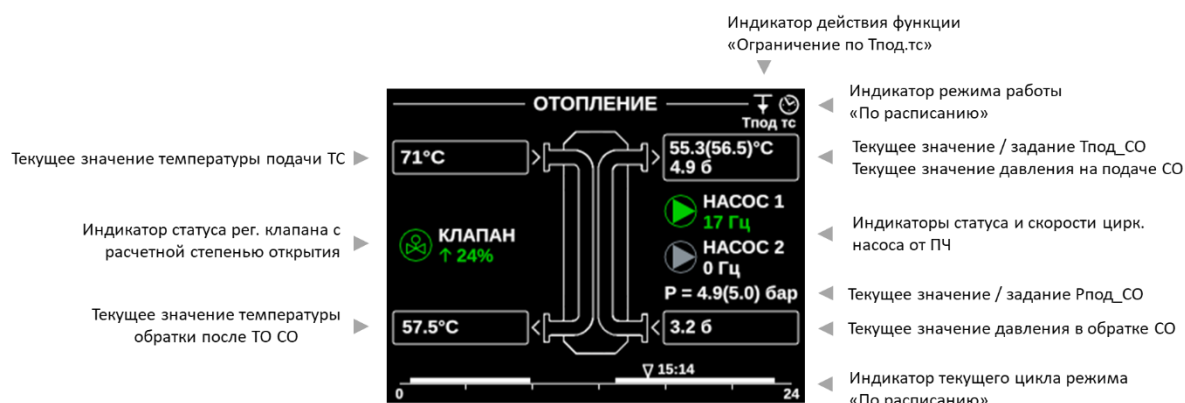 Индикатор действия функции
«Ограничение по Тпод.тс»
ОТОПЛЕНИЕ
Тпод тс
Индикатор режима работы
«По расписанию»
Текущее значение температуры подачи ТС
71°C
55.3(56.5)°C
4.9 б
Текущее значение / задание Тпод_СО
Текущее значение давления на подаче СО
Индикатор статуса рег. клапана с
расчетной степенью открытия
КЛАПАН
↑ 24%
НАСОС 1
17 Гц
НАСОС 2
0 Гц
Индикаторы статуса и скорости цирк.
насоса от ПЧ
P = 4.9(5.0) бар
Текущее значение / задание Рпод_СО
Текущее значение температуры
обратки после ТО СО
57.5°C
3.2 б
Текущее значение давления в обратке СО
15:14
0
24
Индикатор текущего цикла режима
«По расписанию»